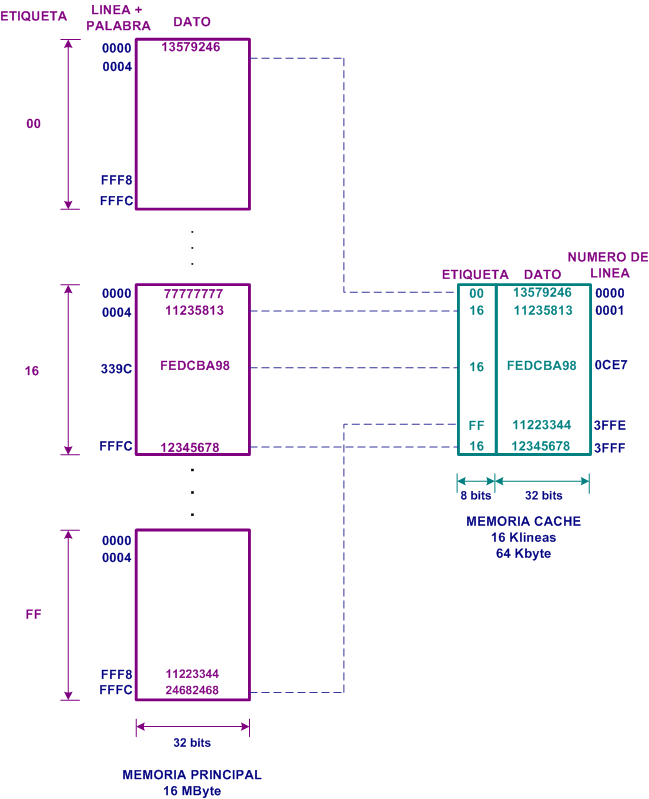 ETIQUETA
LINEA +
PALABRA
DATO
0000
13579246
0004
00
FFF8
FFFC
0000
77777777
0004
11235813
16
339C
FEDCBA98
FFFC
12345678
0000
0004
FF
FFF8
11223344
FFFC
24682468
32 bits
MEMORIA PRINCIPAL
16 MByte
ETIQUETA
DATO
NUMERO DE
LINEA
00
13579246
0000
16
11235813
0001
16
FEDCBA98
0CE7
FF
11223344
3FFE
16
12345678
3FFF
8 bits
32 bits
MEMORIA CACHE
16 Klineas
64 Kbyte